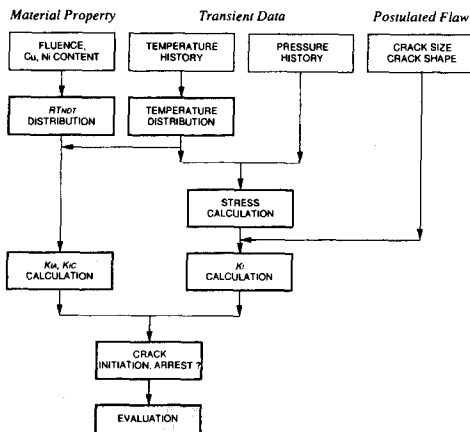 Material Property
Transient Data
Postulated Flaw
FLUENCE,
Cu, Ni CONTENT
TEMPERATURE
HISTORY
PRESSURE
HISTORY
CRACK SIZE
CRACK SHAPE
RTNDT
DISTRIBUTION
TEMPERATURE
DISTRIBUTION
STRESS
CALCULATION
KIA, KIC
CALCULATION
KI
CALCULATION
CRACK
INITIATION, ARREST ?
EVALUATION